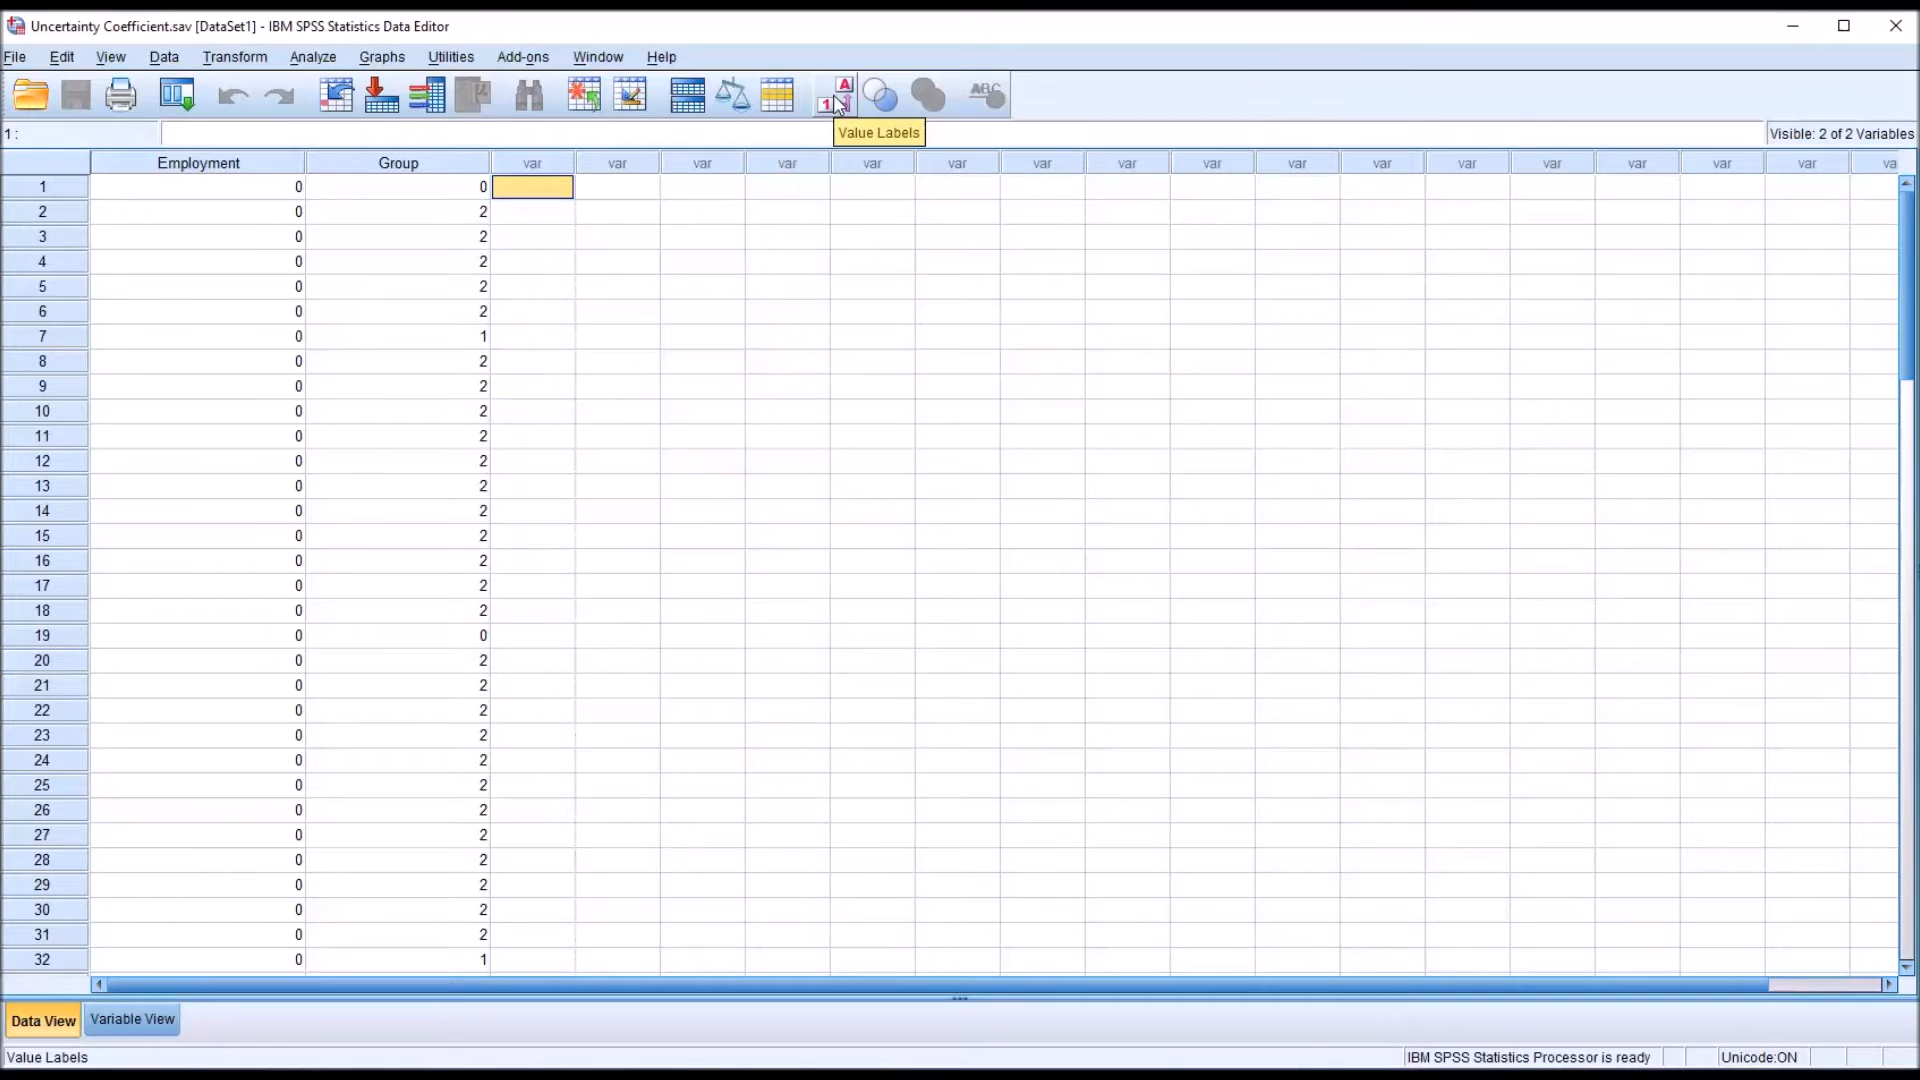 Uncertainty Coefficient.sav [DataSet1] - IBM SPSS Statistics Data Editor
File Edit View Data Transform Analyze Graphs Utilities Add-ons Window Help
1 A ABC
1 : Visible: 2 of 2 Variables
Value Labels
Employment Group var var var var var var var var var var var var var var var var va
1 0 0
2 0 2
3 0 2
4 0 2
5 0 2
6 0 2
7 0 1
8 0 2
9 0 2
10 0 2
11 0 2
12 0 2
13 0 2
14 0 2
15 0 2
16 0 2
17 0 2
18 0 2
19 0 0
20 0 2
21 0 2
22 0 2
23 0 2
24 0 2
25 0 2
26 0 2
27 0 2
28 0 2
29 0 2
30 0 2
31 0 2
32 0 1
Data View Variable View
Value Labels IBM SPSS Statistics Processor is ready Unicode:ON